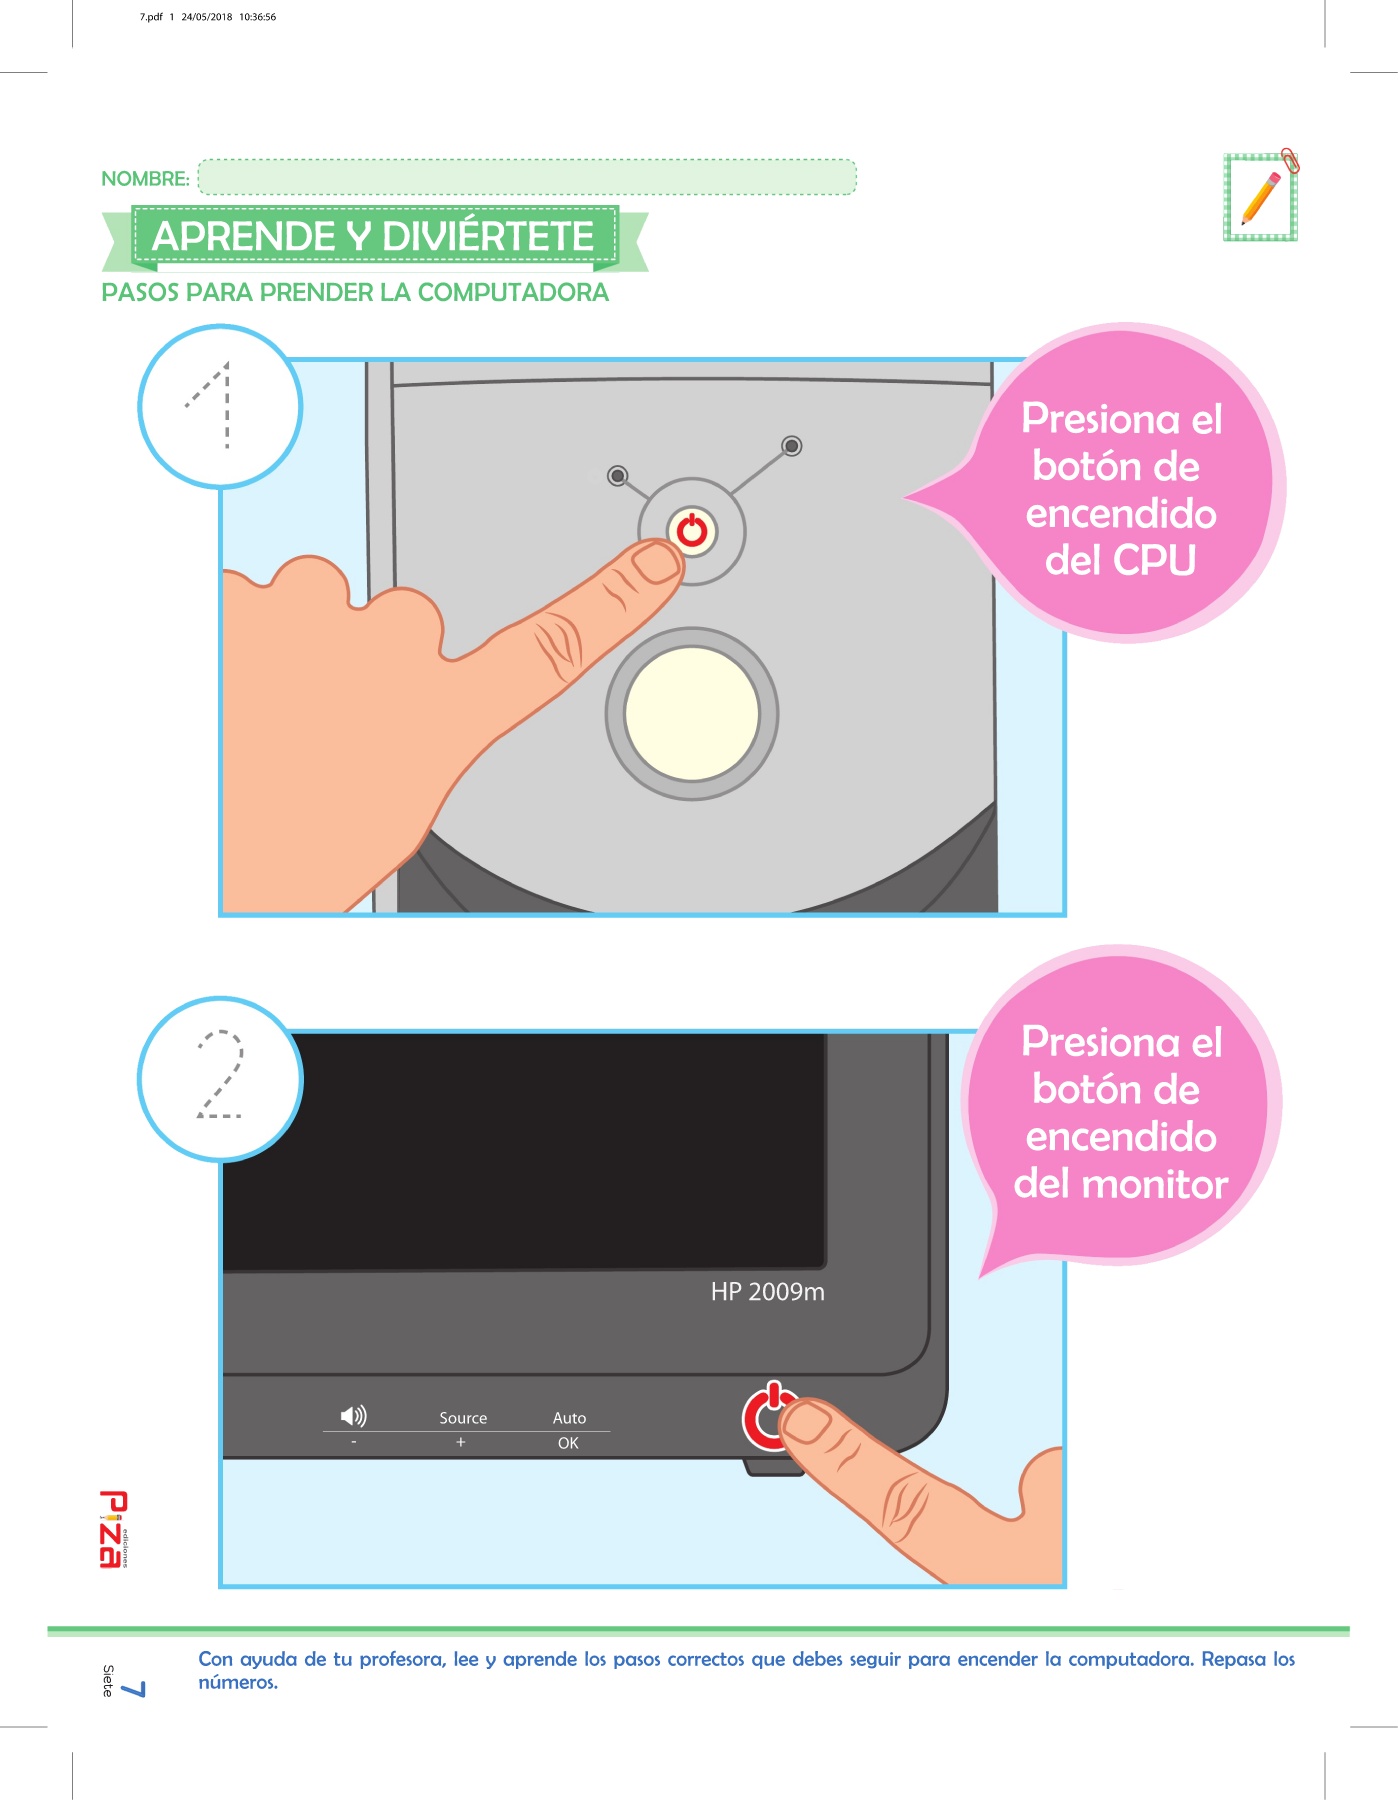 7.pdf 1 24/05/2018 10:36:56
NOMBRE:
APRENDE Y DIVIÉRTETE
PASOS PARA PRENDER LA COMPUTADORA
1
Presiona el
botón de
encendido
del CPU
2
Presiona el
botón de
encendido
del monitor
HP 2009m
Source Auto
- + OK
Piza
ediciones
7
Siete
Con ayuda de tu profesora, lee y aprende los pasos correctos que debes seguir para encender la computadora. Repasa los
números.